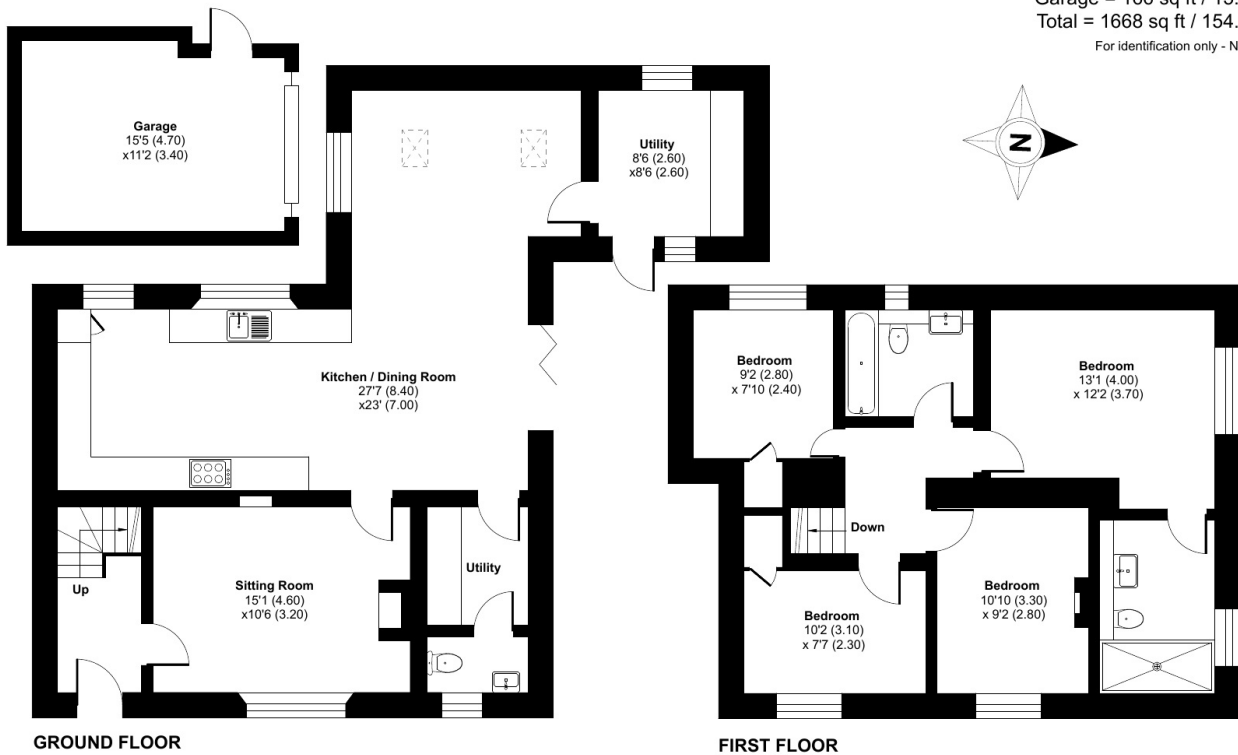 Garage = 166 sq ft / 15.
Total = 1668 sq ft / 154.
For identification only - N
N
Garage
15'5 (4.70)
x11'2 (3.40)
Utility
8'6 (2.60)
x8'6 (2.60)
Kitchen / Dining Room
27'7 (8.40)
x23' (7.00)
Sitting Room
15'1 (4.60)
x10'6 (3.20)
Up
Utility
GROUND FLOOR
Bedroom
9'2 (2.80)
x 7'10 (2.40)
Bedroom
13'1 (4.00)
x 12'2 (3.70)
Down
Bedroom
10'2 (3.10)
x 7'7 (2.30)
Bedroom
10'10 (3.30)
x 9'2 (2.80)
FIRST FLOOR